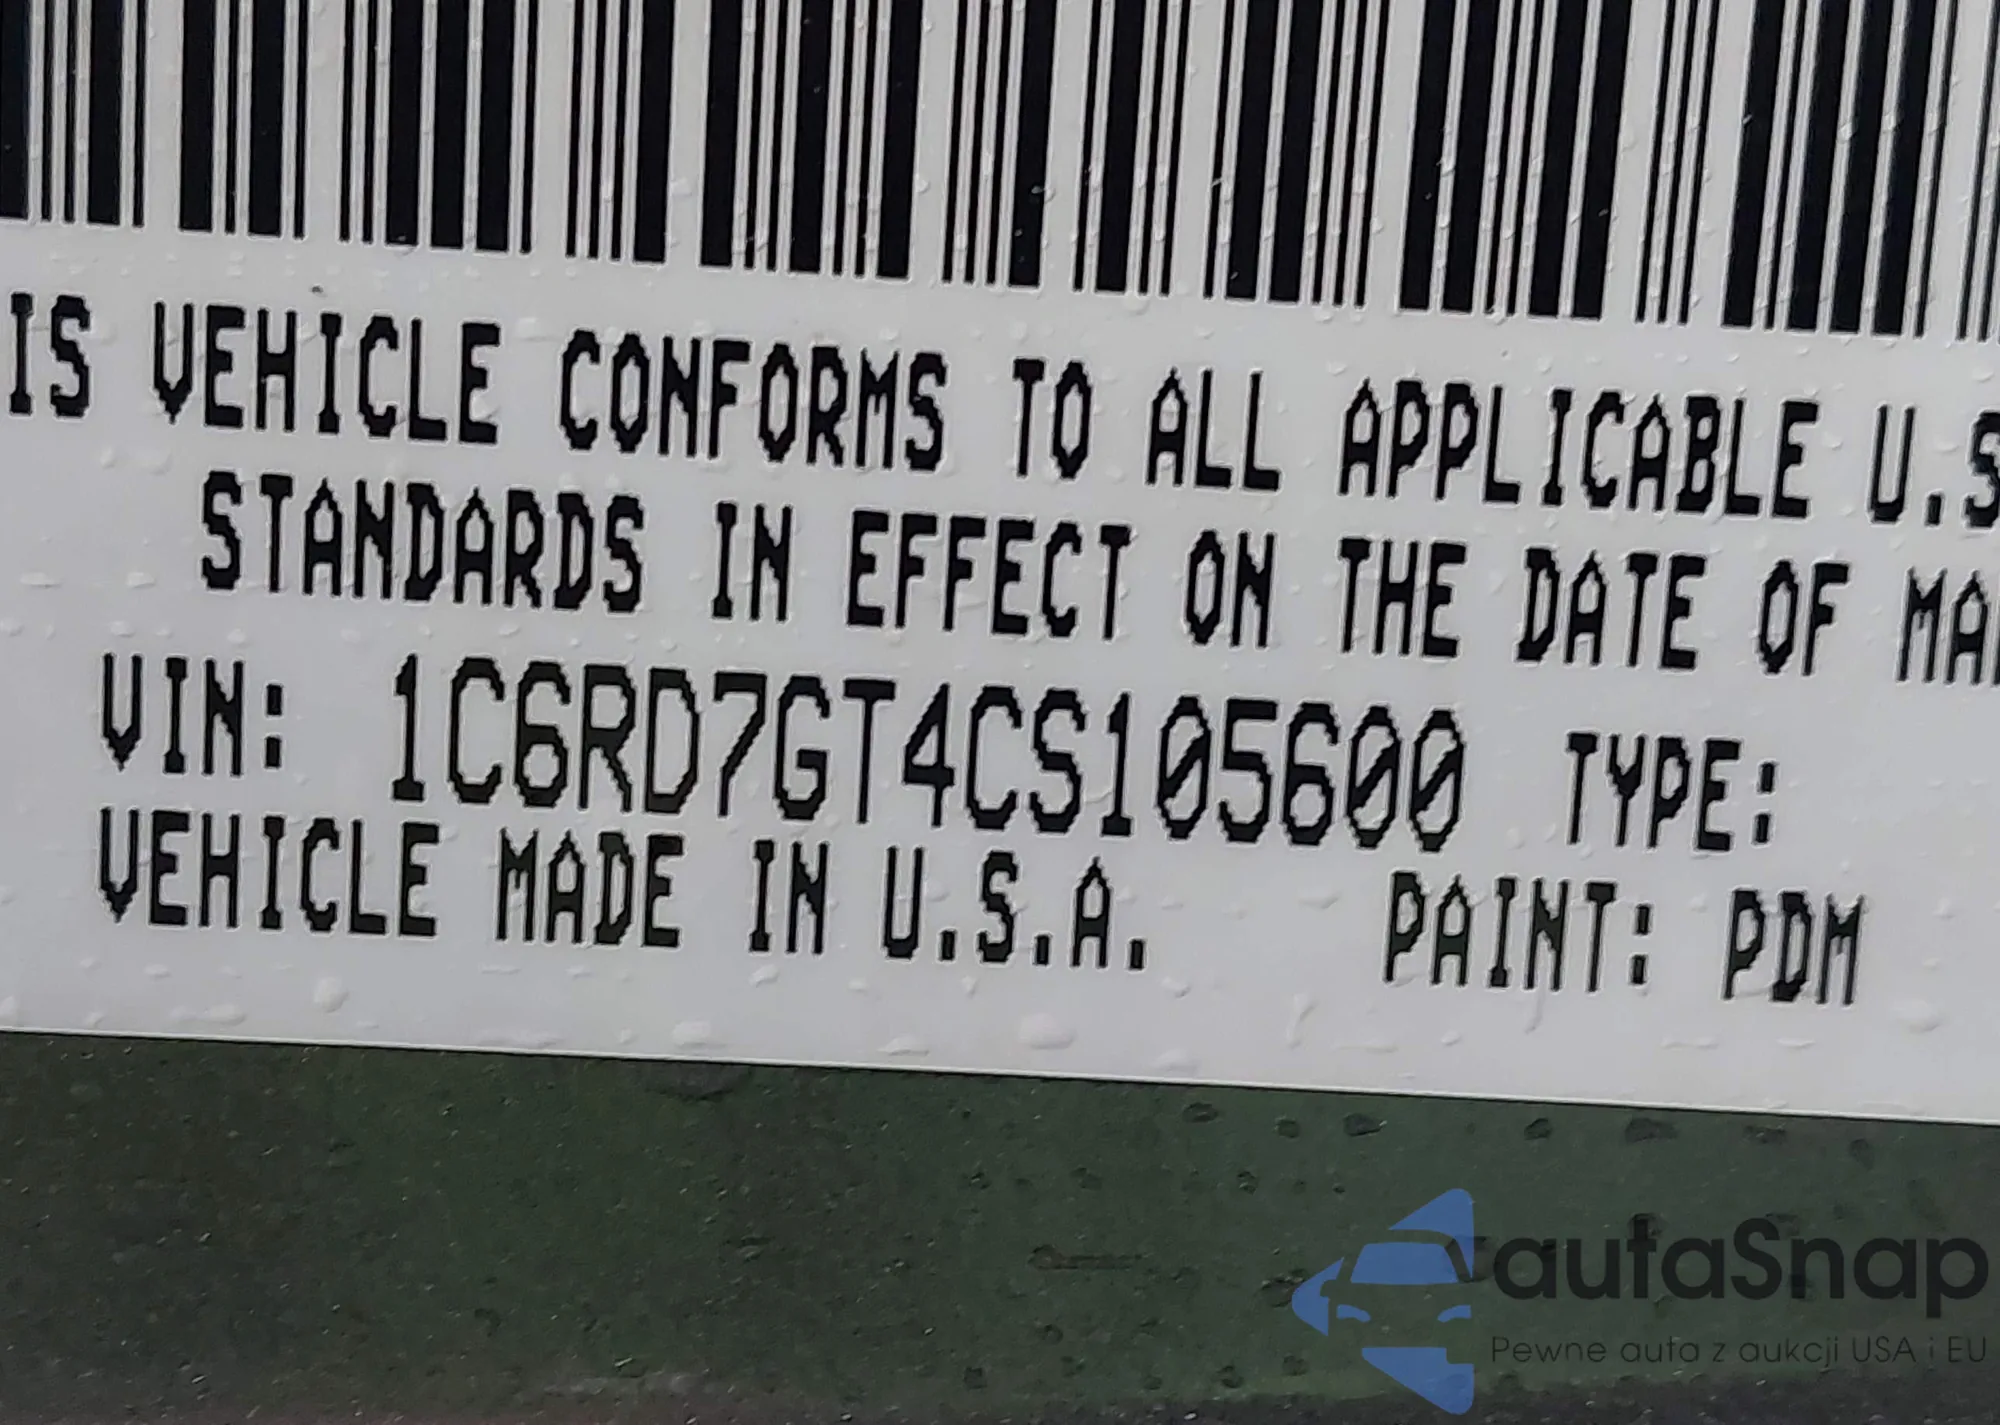 IS VEHICLE CONFORMS TO ALL APPLICABLE U.S
STANDARDS IN EFFECT ON THE DATE OF MA
VIN: 1C6RD7GT4CS105600 TYPE:
VEHICLE MADE IN U.S.A. PAINT: PDM
autaSnap
Pewne auta z aukcji USA i EU